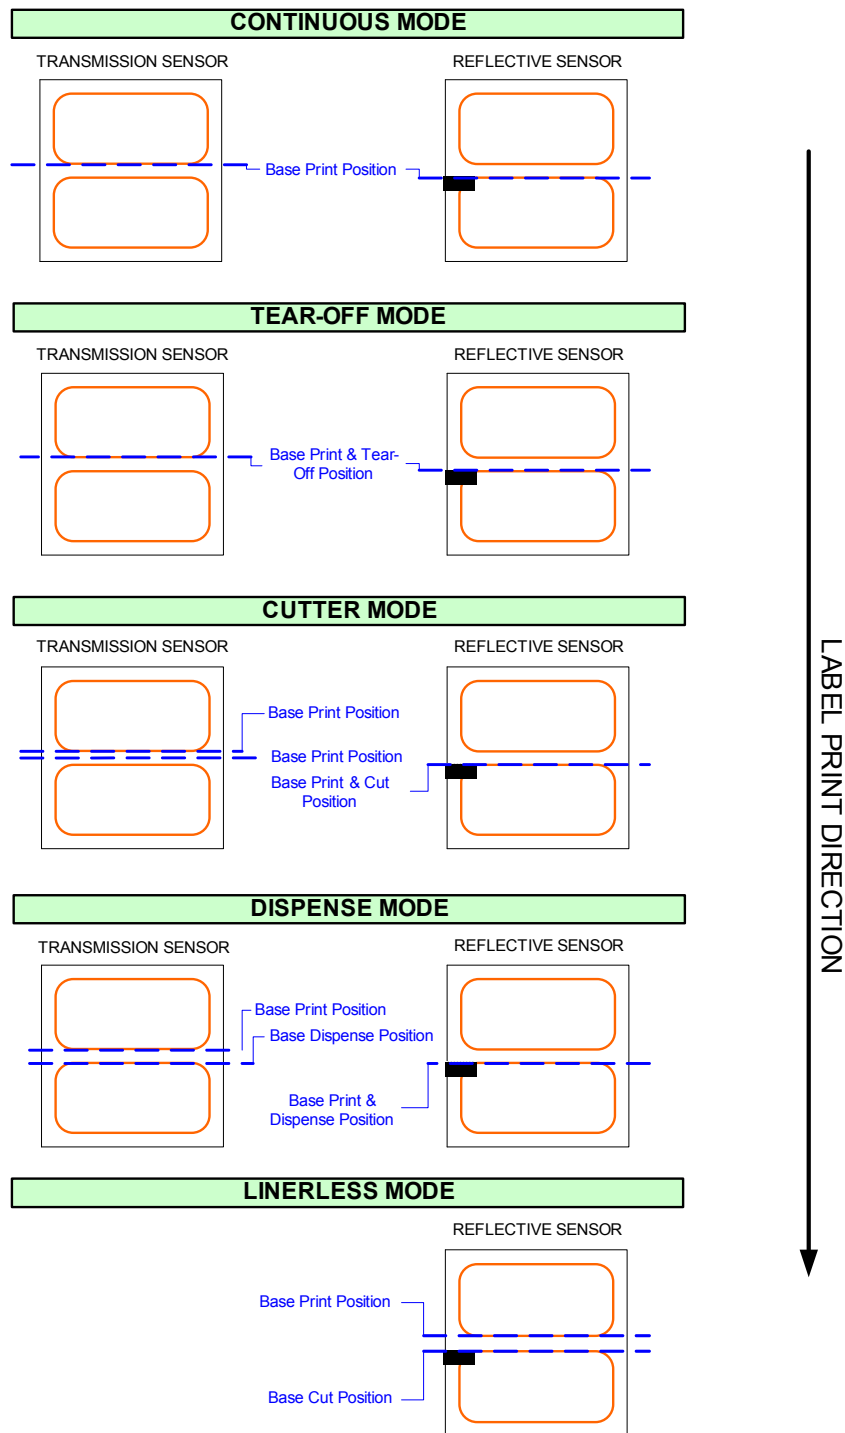 CONTINUOUS MODE
TRANSMISSION SENSOR
REFLECTIVE SENSOR
Base Print Position
TEAR-OFF MODE
TRANSMISSION SENSOR
REFLECTIVE SENSOR
Base Print & Tear-
Off Position
CUTTER MODE
TRANSMISSION SENSOR
REFLECTIVE SENSOR
Base Print Position
Base Print Position
Base Print & Cut
Position
DISPENSE MODE
TRANSMISSION SENSOR
REFLECTIVE SENSOR
Base Print Position
Base Dispense Position
Base Print &
Dispense Position
LINERLESS MODE
REFLECTIVE SENSOR
Base Print Position
Base Cut Position
LABEL PRINT DIRECTION